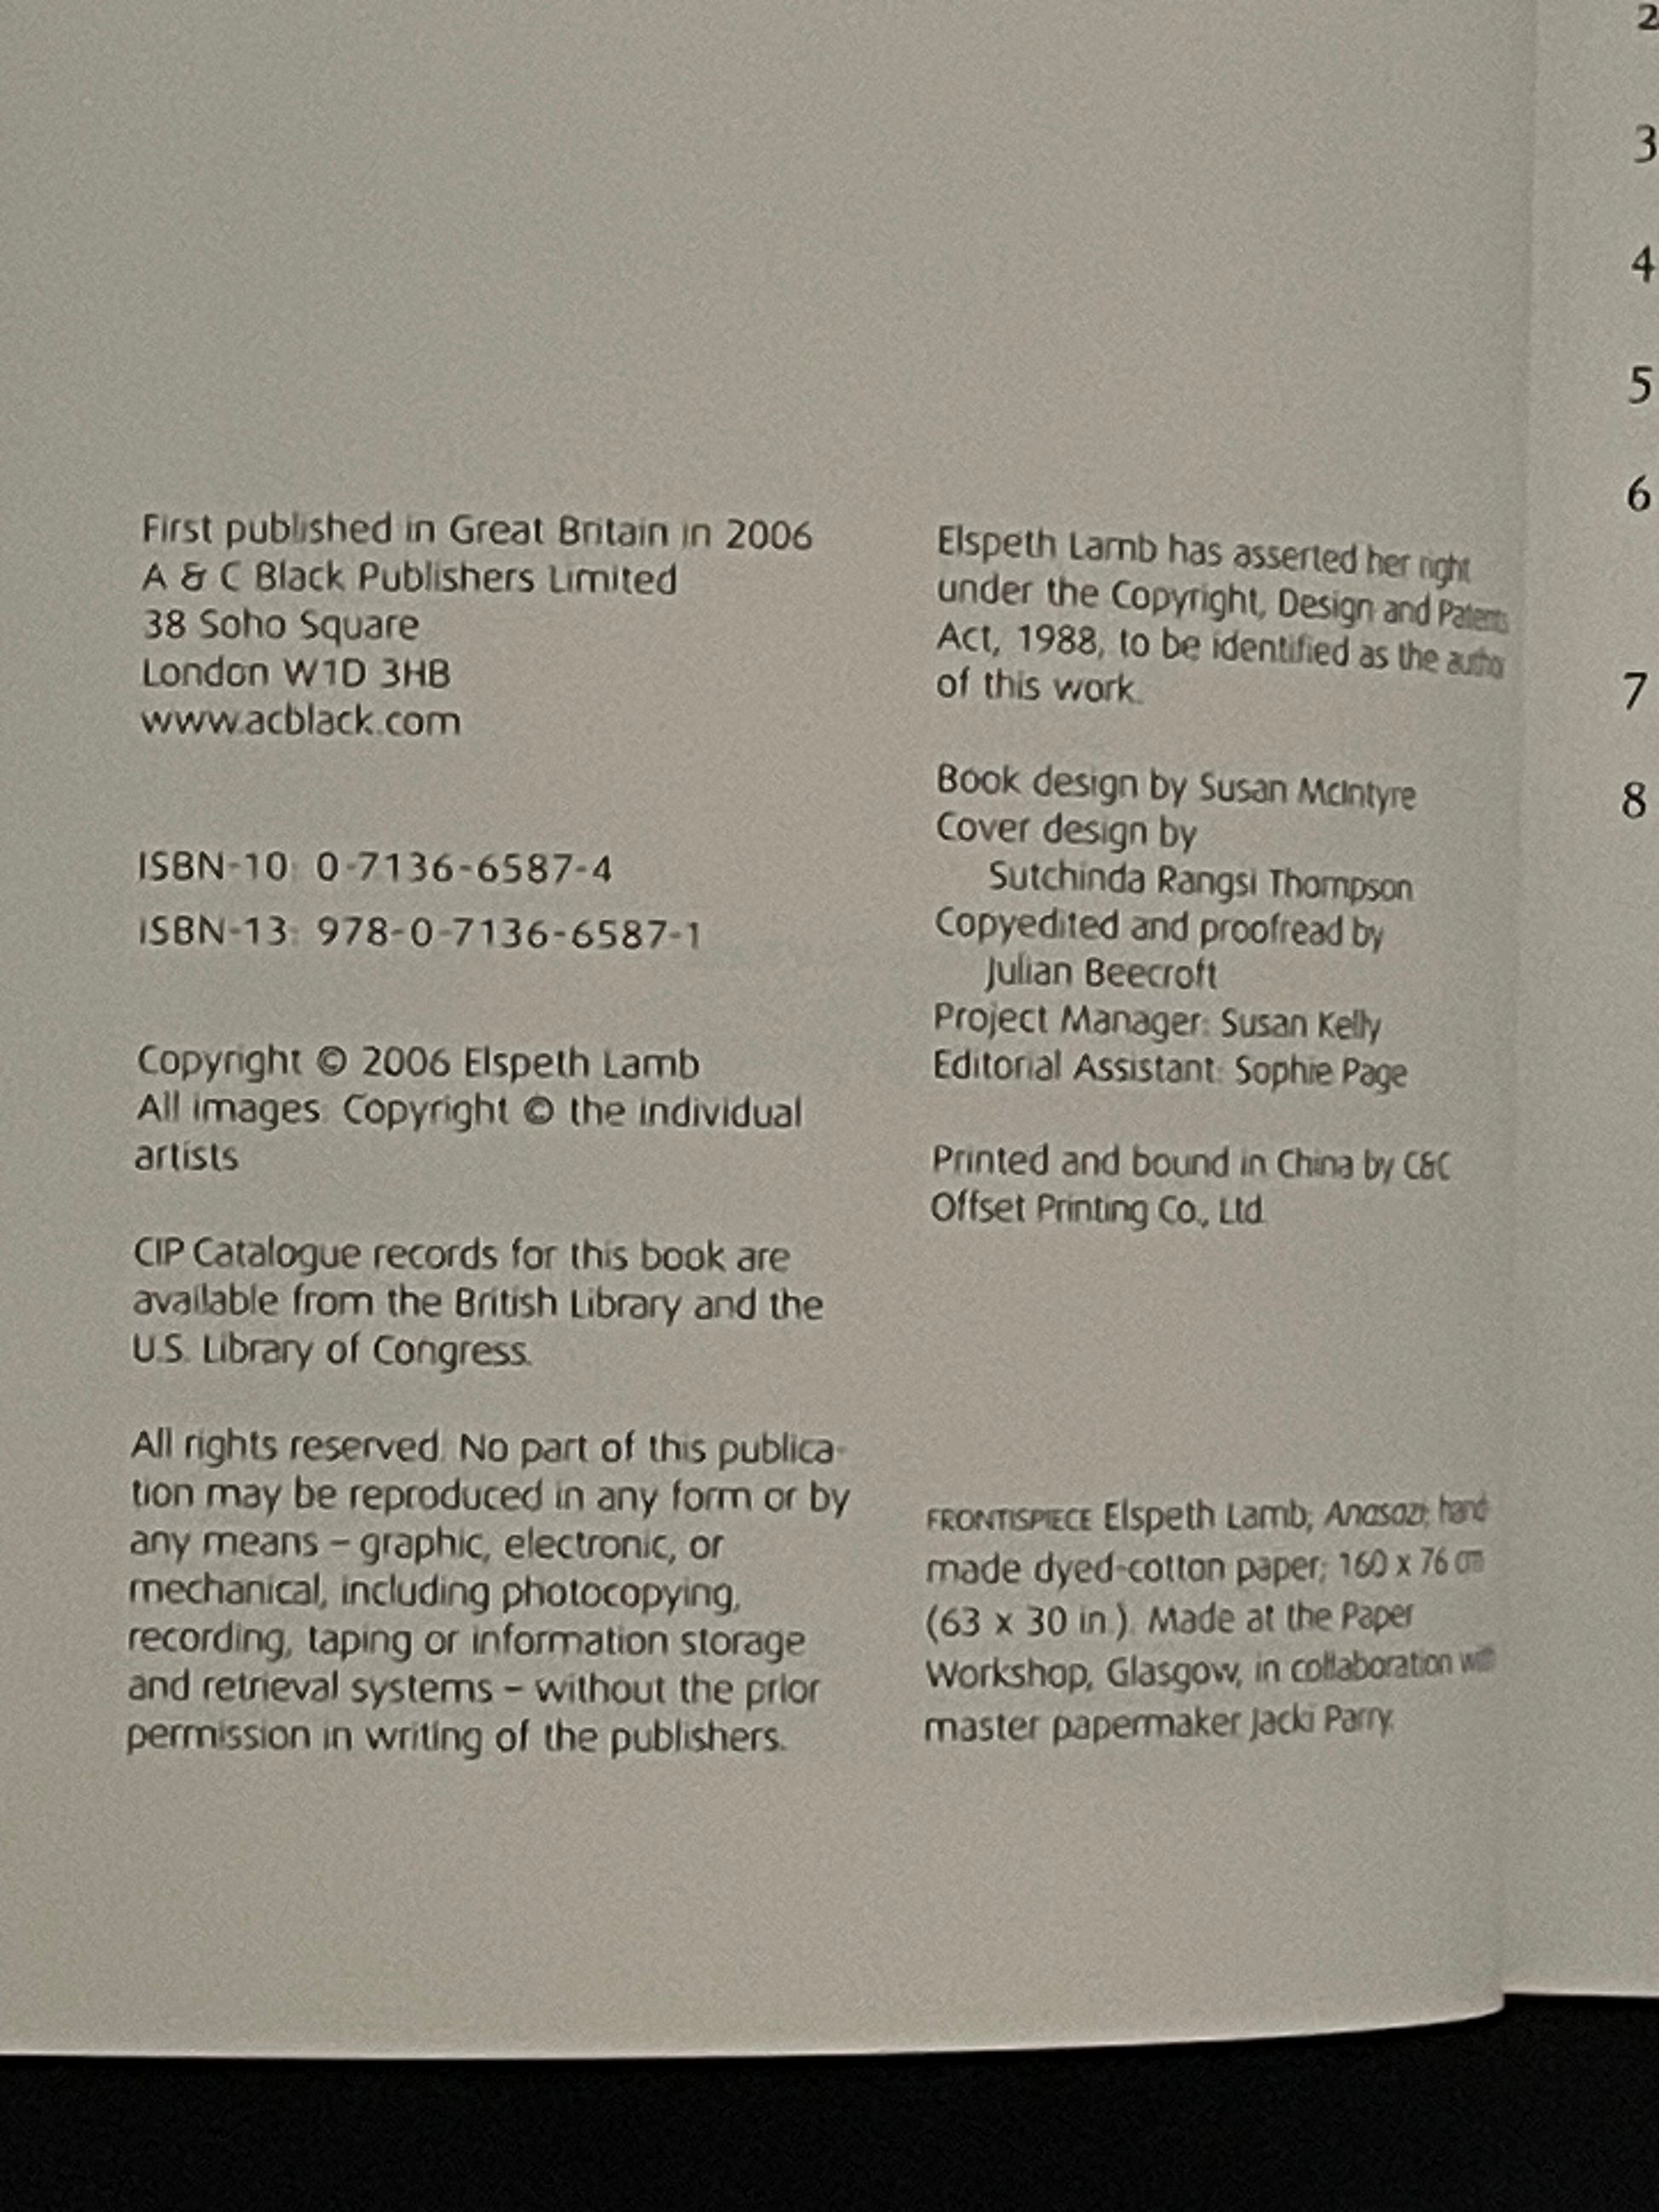 First published in Great Britain in 2006
A & C Black Publishers Limited
38 Soho Square
London W1D 3HB
www.acblack.com
ISBN-10: 0-7136-6587-4
ISBN-13: 978-0-7136-6587-1
Copyright © 2006 Elspeth Lamb
All images: Copyright © the individual
artists
CIP Catalogue records for this book are
available from the British Library and the
U.S. Library of Congress.
All rights reserved. No part of this publica-
tion may be reproduced in any form or by
any means – graphic, electronic, or
mechanical, including photocopying,
recording, taping or information storage
and retrieval systems – without the prior
permission in writing of the publishers.
Elspeth Lamb has asserted her right
under the Copyright, Design and Patents
Act, 1988, to be identified as the author
of this work.
Book design by Susan McIntyre
Cover design by
Sutchinda Rangsi Thompson
Copyedited and proofread by
Julian Beecroft
Project Manager: Susan Kelly
Editorial Assistant: Sophie Page
Printed and bound in China by C&C
Offset Printing Co., Ltd.
FRONTISPIECE Elspeth Lamb; Anasazi; hand-
made dyed-cotton paper; 160 x 76 cm
(63 x 30 in.). Made at the Paper
Workshop, Glasgow, in collaboration with
master papermaker Jacki Parry.
2
3
4
5
6
7
8